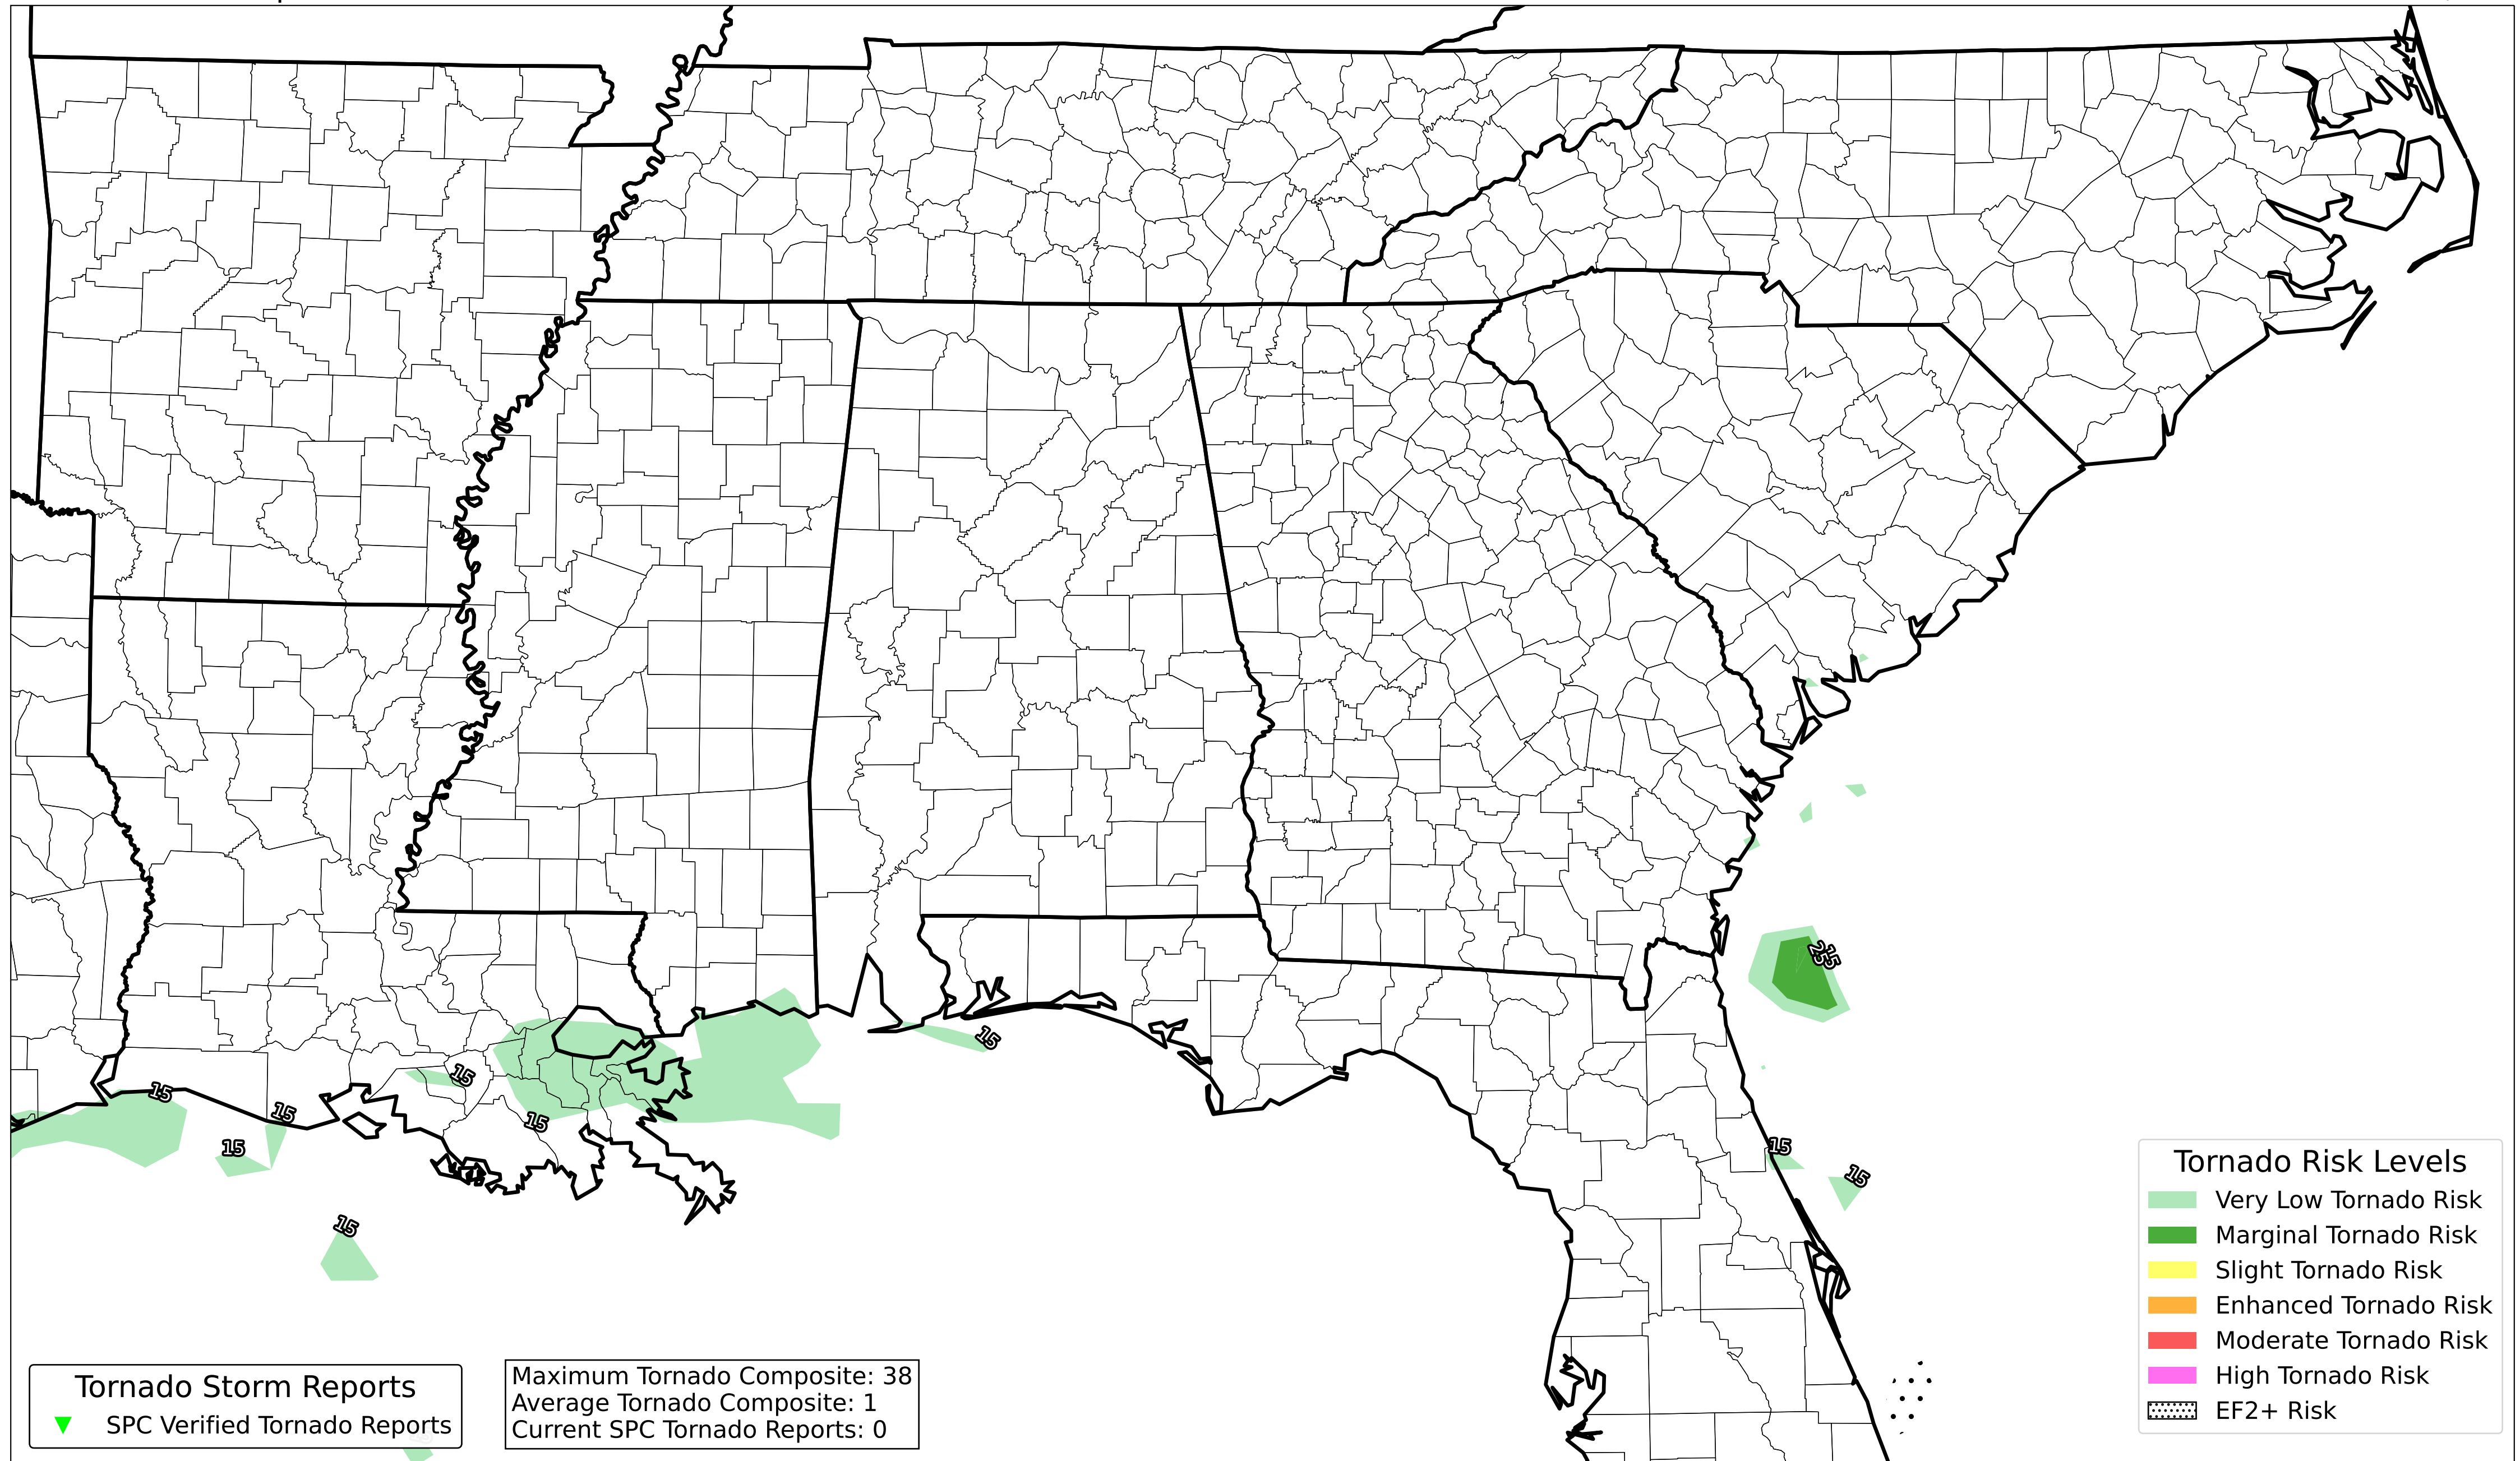 25
15
15
15
15
15
15
15
15
15
15
Tornado Risk Levels
Very Low Tornado Risk
Marginal Tornado Risk
Slight Tornado Risk
Enhanced Tornado Risk
Moderate Tornado Risk
High Tornado Risk
EF2+ Risk
Tornado Storm Reports
SPC Verified Tornado Reports
Maximum Tornado Composite: 38
Average Tornado Composite: 1
Current SPC Tornado Reports: 0